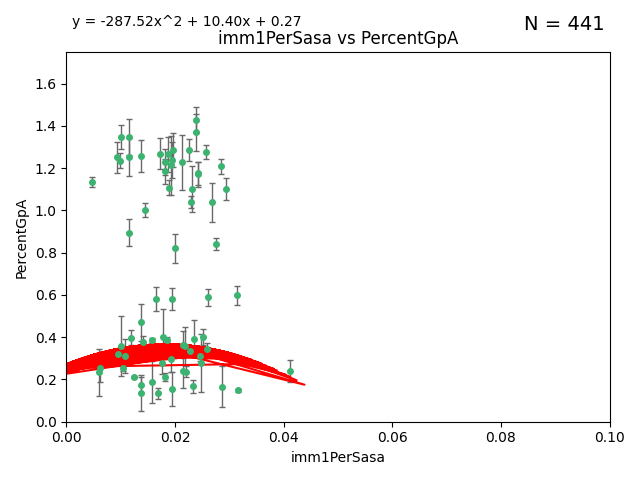 y = -287.52x^2 + 10.40x + 0.27
N = 441
imm1PerSasa vs PercentGpA
1.6
1.4
1.2
1.0
0.8
0.6
0.4
0.2
0.0
PercentGpA
0.00 0.02 0.04 0.06 0.08 0.10
imm1PerSasa